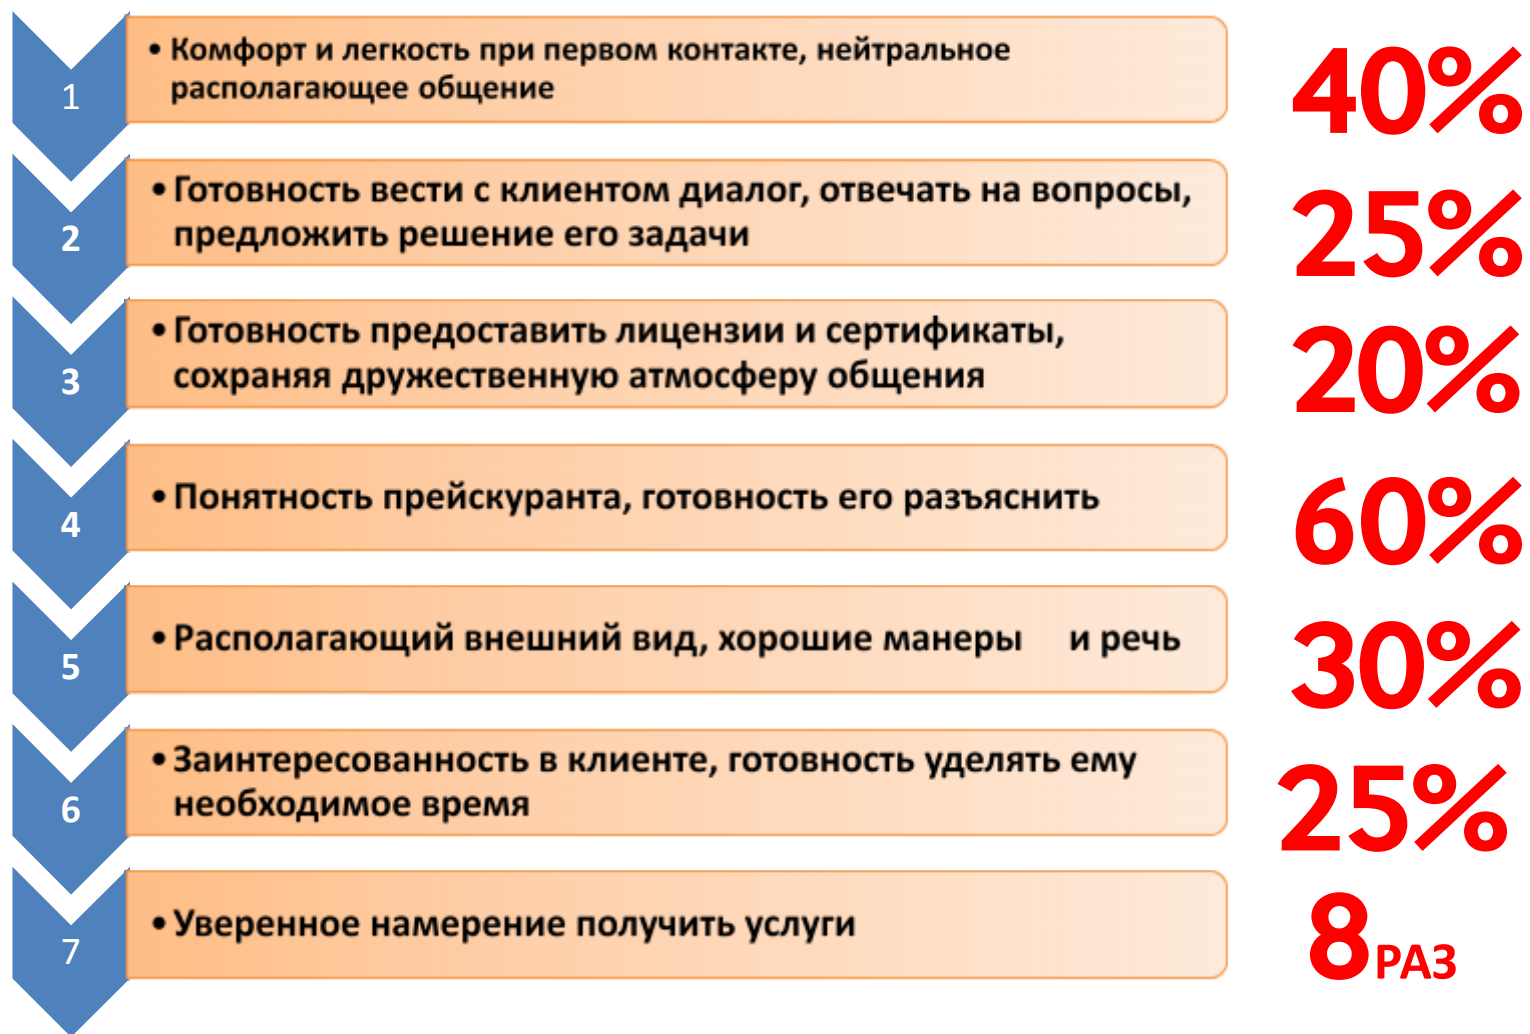 1
• Комфорт и легкость при первом контакте, нейтральное
располагающее общение
40%
2
• Готовность вести с клиентом диалог, отвечать на вопросы,
предложить решение его задачи
25%
3
• Готовность предоставить лицензии и сертификаты,
сохраняя дружественную атмосферу общения
20%
4
• Понятность прейскуранта, готовность его разъяснить
60%
5
• Располагающий внешний вид, хорошие манеры и речь
30%
6
• Заинтересованность в клиенте, готовность уделять ему
необходимое время
25%
7
• Уверенное намерение получить услуги
8 РАЗ